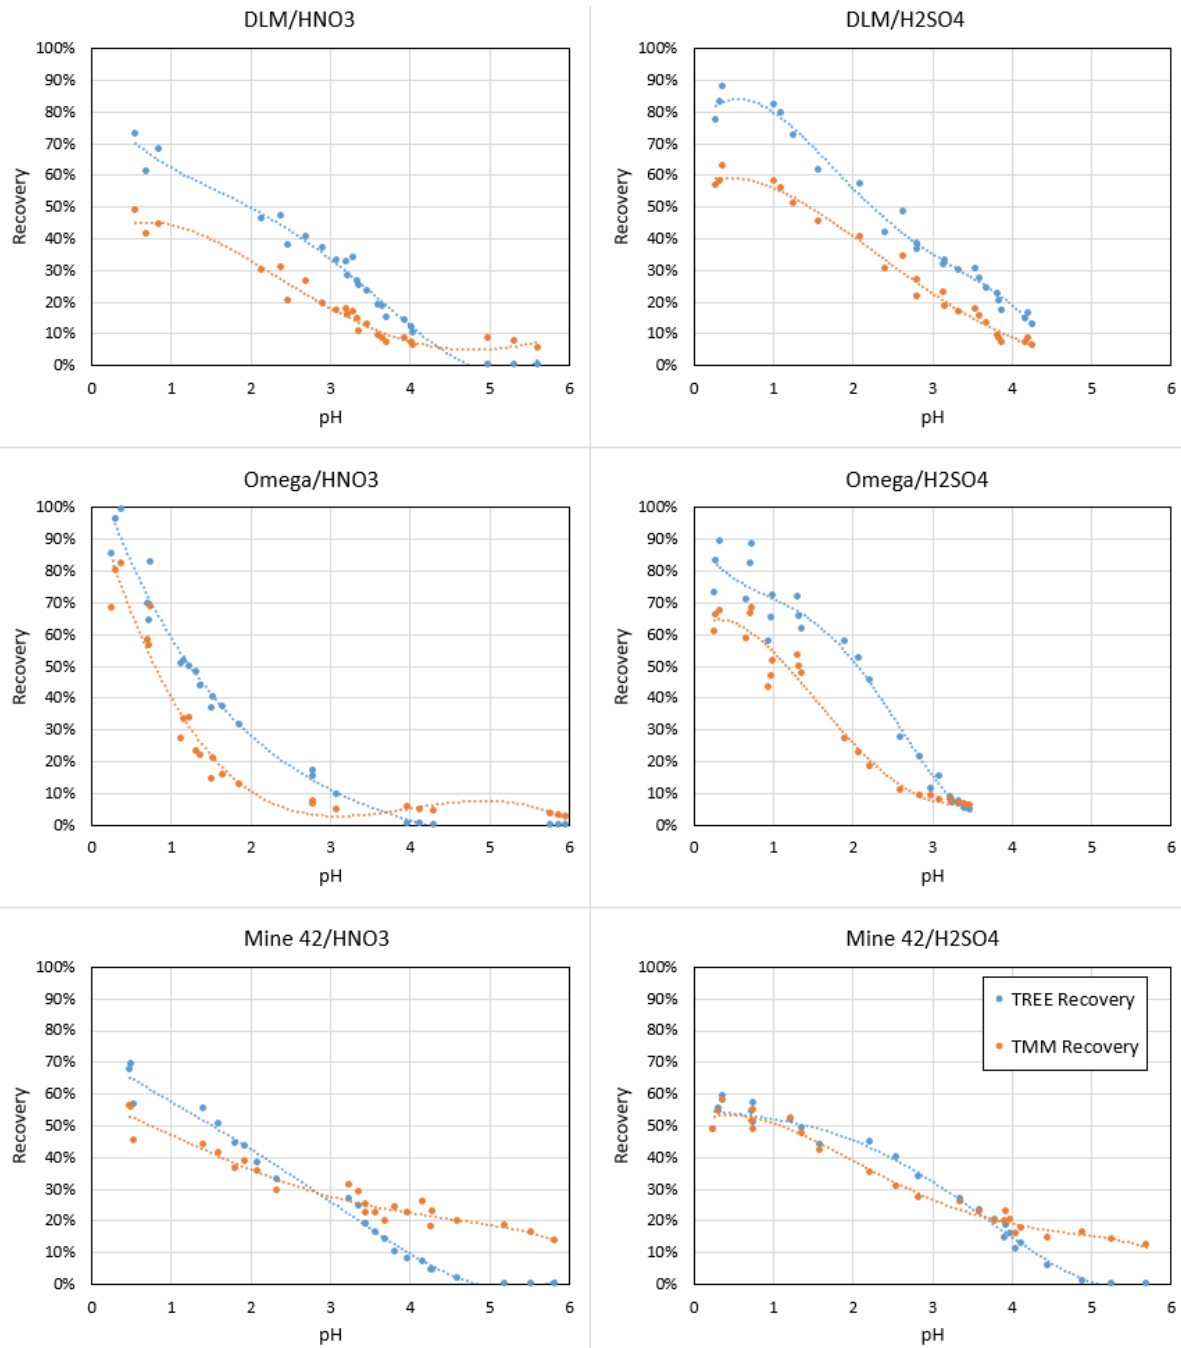 DLM/HNO3
100%
90%
80%
70%
60%
50%
40%
30%
20%
10%
0%
Recovery
0 1 2 3 4 5 6
pH
DLM/H2SO4
100%
90%
80%
70%
60%
50%
40%
30%
20%
10%
0%
Recovery
0 1 2 3 4 5 6
pH
Omega/HNO3
100%
90%
80%
70%
60%
50%
40%
30%
20%
10%
0%
Recovery
0 1 2 3 4 5 6
pH
Omega/H2SO4
100%
90%
80%
70%
60%
50%
40%
30%
20%
10%
0%
Recovery
0 1 2 3 4 5 6
pH
Mine 42/HNO3
100%
90%
80%
70%
60%
50%
40%
30%
20%
10%
0%
Recovery
0 1 2 3 4 5 6
pH
Mine 42/H2SO4
100%
90%
80%
70%
60%
50%
40%
30%
20%
10%
0%
Recovery
TREE Recovery
TMM Recovery
0 1 2 3 4 5 6
pH